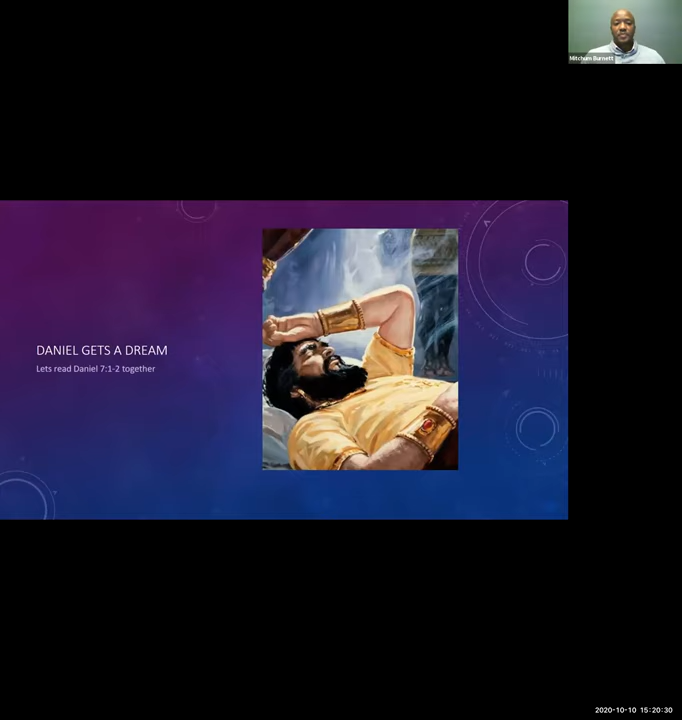 Mitchum Burnett
DANIEL GETS A DREAM
Lets read Daniel 7:1-2 together
2020-10-10 15:20:30